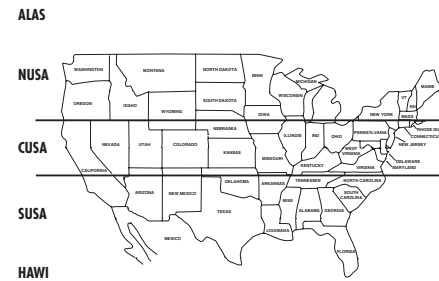 ALAS
NUSA
CUSA
SUSA
HAWI
WASHINGTON
MONTANA
NORTH DAKOTA
MINN
MICHIGAN
MAINE
VT
NH
OREGON
IDAHO
WYOMING
SOUTH DAKOTA
WISCONSIN
IOWA
NEW YORK
MASS
RHODE ISL
CONNECTICU
NEBRASKA
ILLINOIS
IND
OHIO
PENNSYLVANIA
NEW JERSEY
NEVADA
UTAH
COLORADO
KANSAS
MISSOURI
WEST
VIRGINIA
VIRGINIA
KENTUCKY
DELAWARE
MARYLAND
CALIFORNIA
ARIZONA
NEW MEXICO
OKLAHOMA
ARKANSAS
TENNESSEE
NORTH CAROLINA
SOUTH
CAROLINA
TEXAS
MISS
ALABAMA
GEORGIA
LOUISIANA
FLORIDA
MEXICO